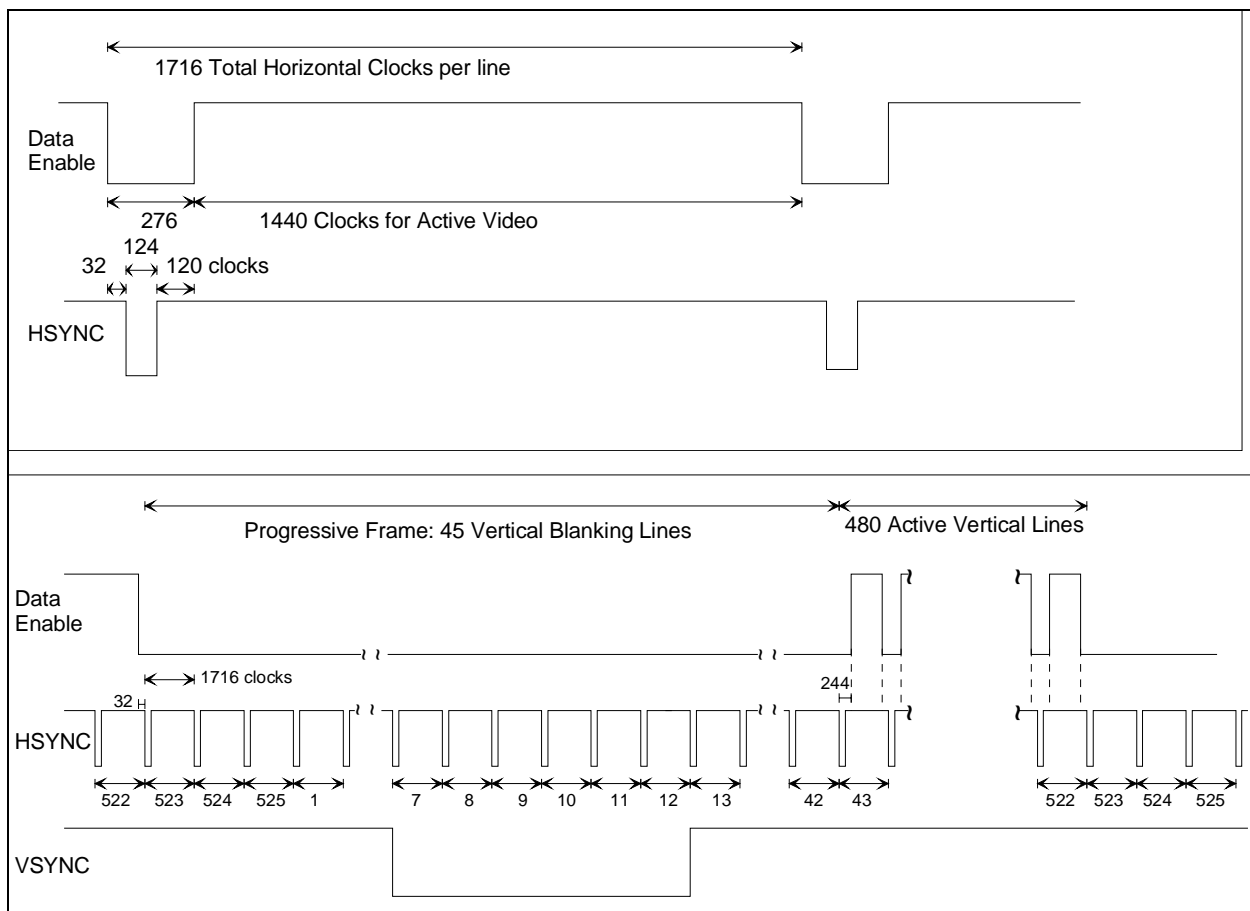 1716 Total Horizontal Clocks per line
Data
Enable
276
1440 Clocks for Active Video
124
32
120 clocks
HSYNC
Progressive Frame: 45 Vertical Blanking Lines
480 Active Vertical Lines
Data
Enable
1716 clocks
32
244
HSYNC
522 523 524 525 1 7 8 9 10 11 12 13 42 43 522 523 524 525
VSYNC